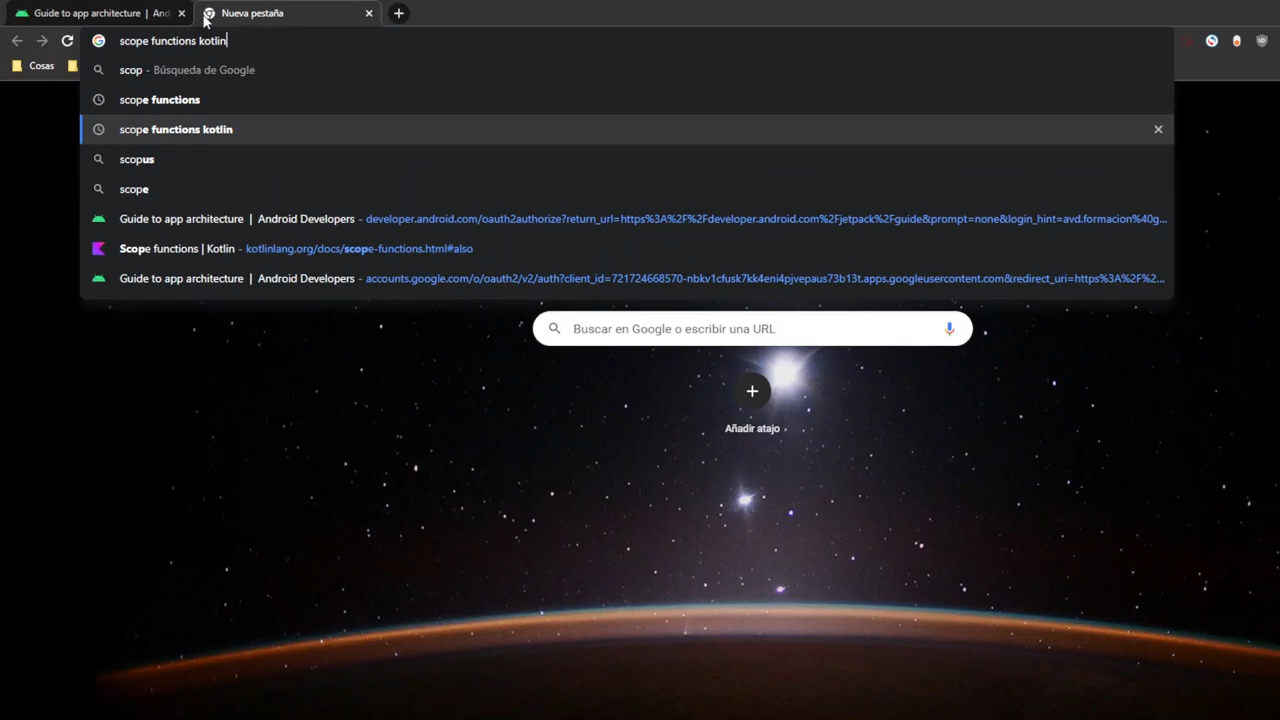 Guide to app architecture | And
Nueva pestaña
scope functions kotlin
Cosas
scop - Búsqueda de Google
scope functions
scope functions kotlin
scopus
scope
Guide to app architecture | Android Developers - developer.android.com/oauth2authorize?return_url=https%3A%2F%2Fdeveloper.android.com%2Fjetpack%2Fguide&prompt=none&login_hint=avd.formacion%40g...
Scope functions | Kotlin - kotlinlang.org/docs/scope-functions.html#also
Guide to app architecture | Android Developers - accounts.google.com/o/oauth2/v2/auth?client_id=721724668570-nbkv1cfusk7kk4eni4pjvepaus73b13t.apps.googleusercontent.com&redirect_uri=https%3A%2F%2...
Buscar en Google o escribir una URL
Añadir atajo